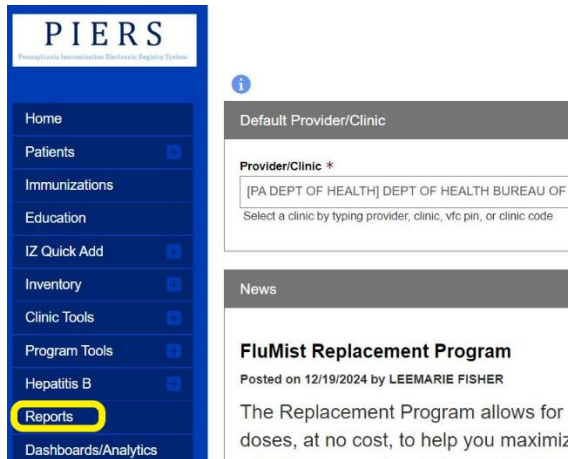 PIERS
Pennsylvania Immunization Electronic Registry System
Home
Patients
Immunizations
Education
IZ Quick Add
Inventory
Clinic Tools
Program Tools
Hepatitis B
Reports
Dashboards/Analytics
i
Default Provider/Clinic
Provider/Clinic *
[PA DEPT OF HEALTH] DEPT OF HEALTH BUREAU OF
Select a clinic by typing provider, clinic, vfc pin, or clinic code
News
FluMist Replacement Program
Posted on 12/19/2024 by LEEMARIE FISHER
The Replacement Program allows for
doses, at no cost, to help you maximiz